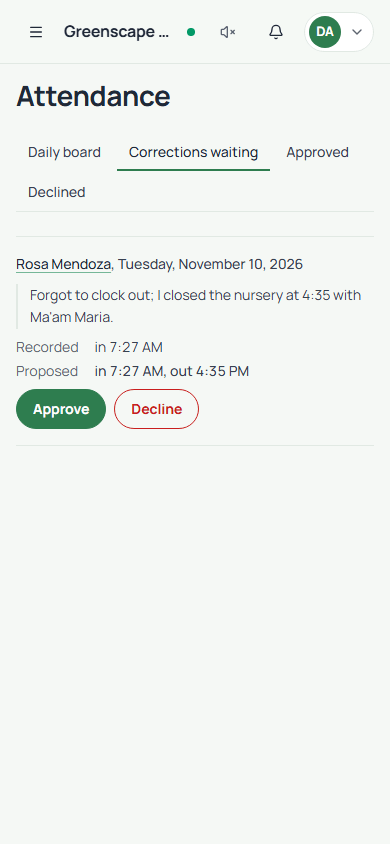 Greenscape ...
DA
Attendance
Daily board
Corrections waiting
Approved
Declined
Rosa Mendoza, Tuesday, November 10, 2026
Forgot to clock out; I closed the nursery at 4:35 with
Ma'am Maria.
Recorded in 7:27 AM
Proposed in 7:27 AM, out 4:35 PM
Approve
Decline